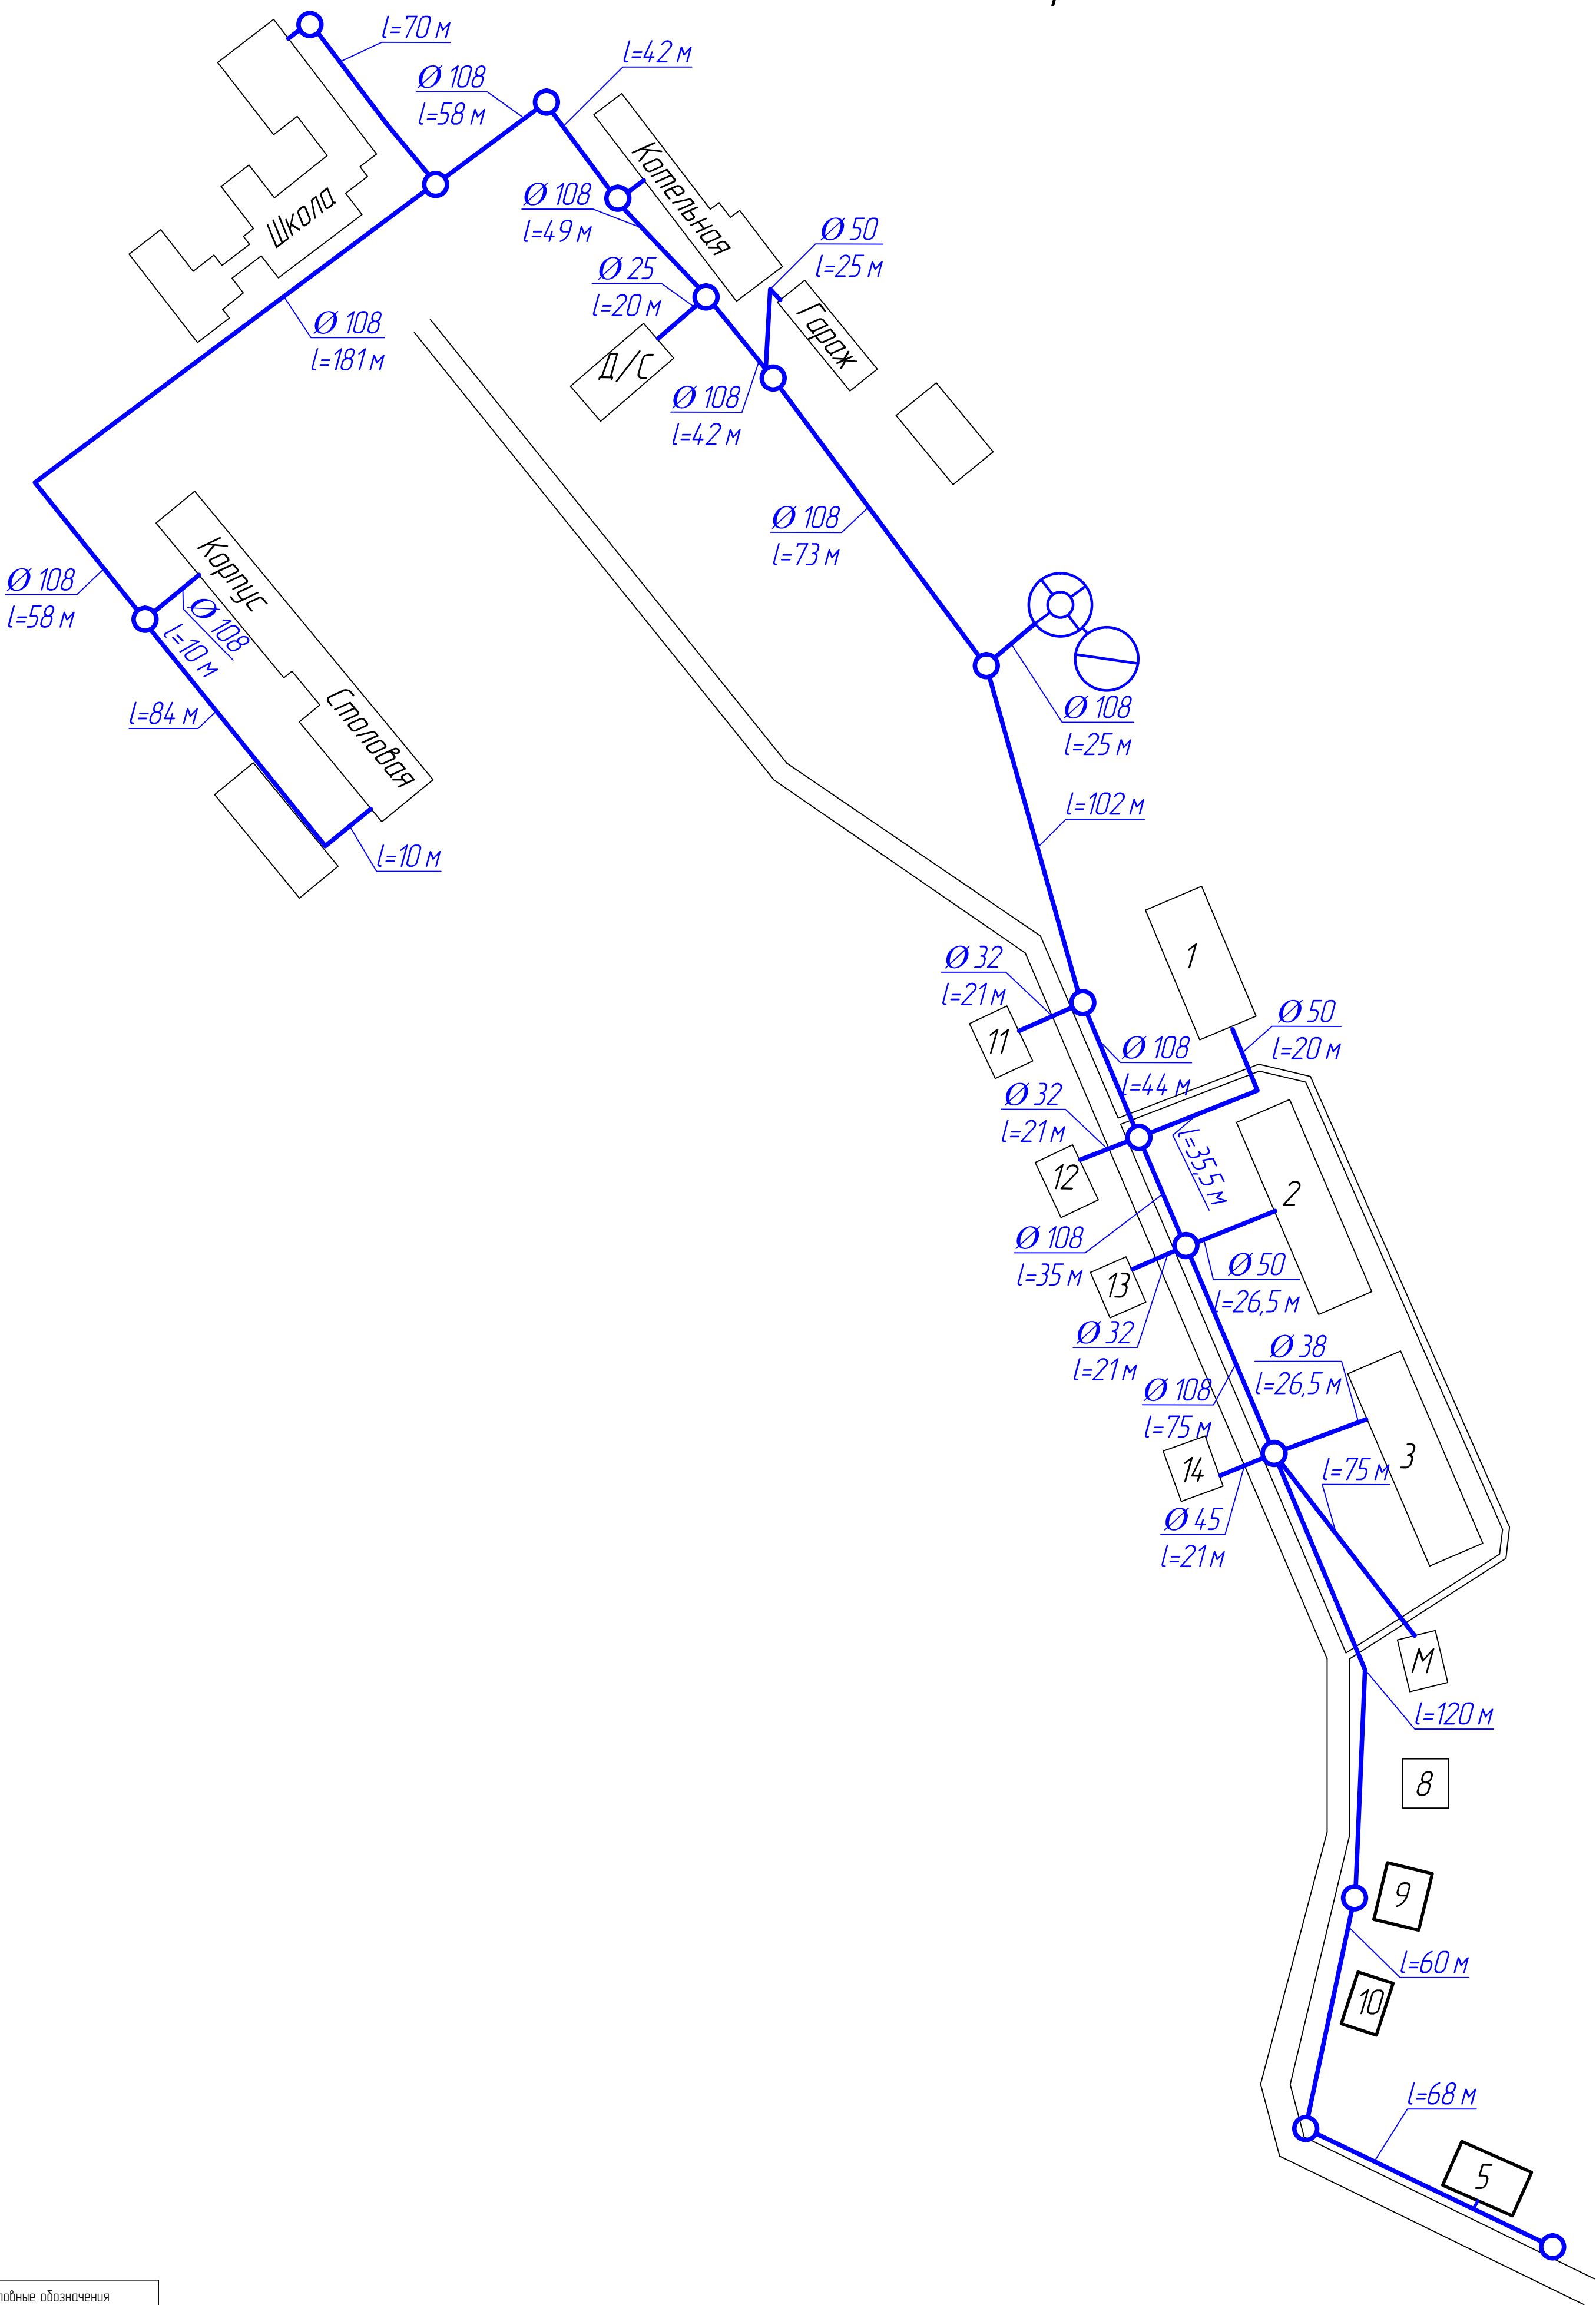 l=70 м
Ø 108
l=58 м
l=42 м
Школа
Котельная
Ø 108
l=49 м
Ø 50
l=25 м
Ø 25
l=20 м
Гараж
Д/С
Ø 108
l=181 м
Ø 108
l=42 м
Ø 108
l=73 м
Корпус
Ø 108
l=58 м
Ø 108
l=10 м
Столовая
l=84 м
l=10 м
Ø 108
l=25 м
l=102 м
1
Ø 32
l=21 м
11
Ø 50
l=20 м
Ø 108
l=44 м
Ø 32
l=21 м
12
l=35,5 м
2
Ø 108
l=35 м
13
Ø 50
l=26,5 м
Ø 32
l=21 м
Ø 38
l=26,5 м
Ø 108
l=75 м
14
3
l=75 м
Ø 45
l=21 м
М
l=120 м
8
9
l=60 м
10
l=68 м
5
обозначения